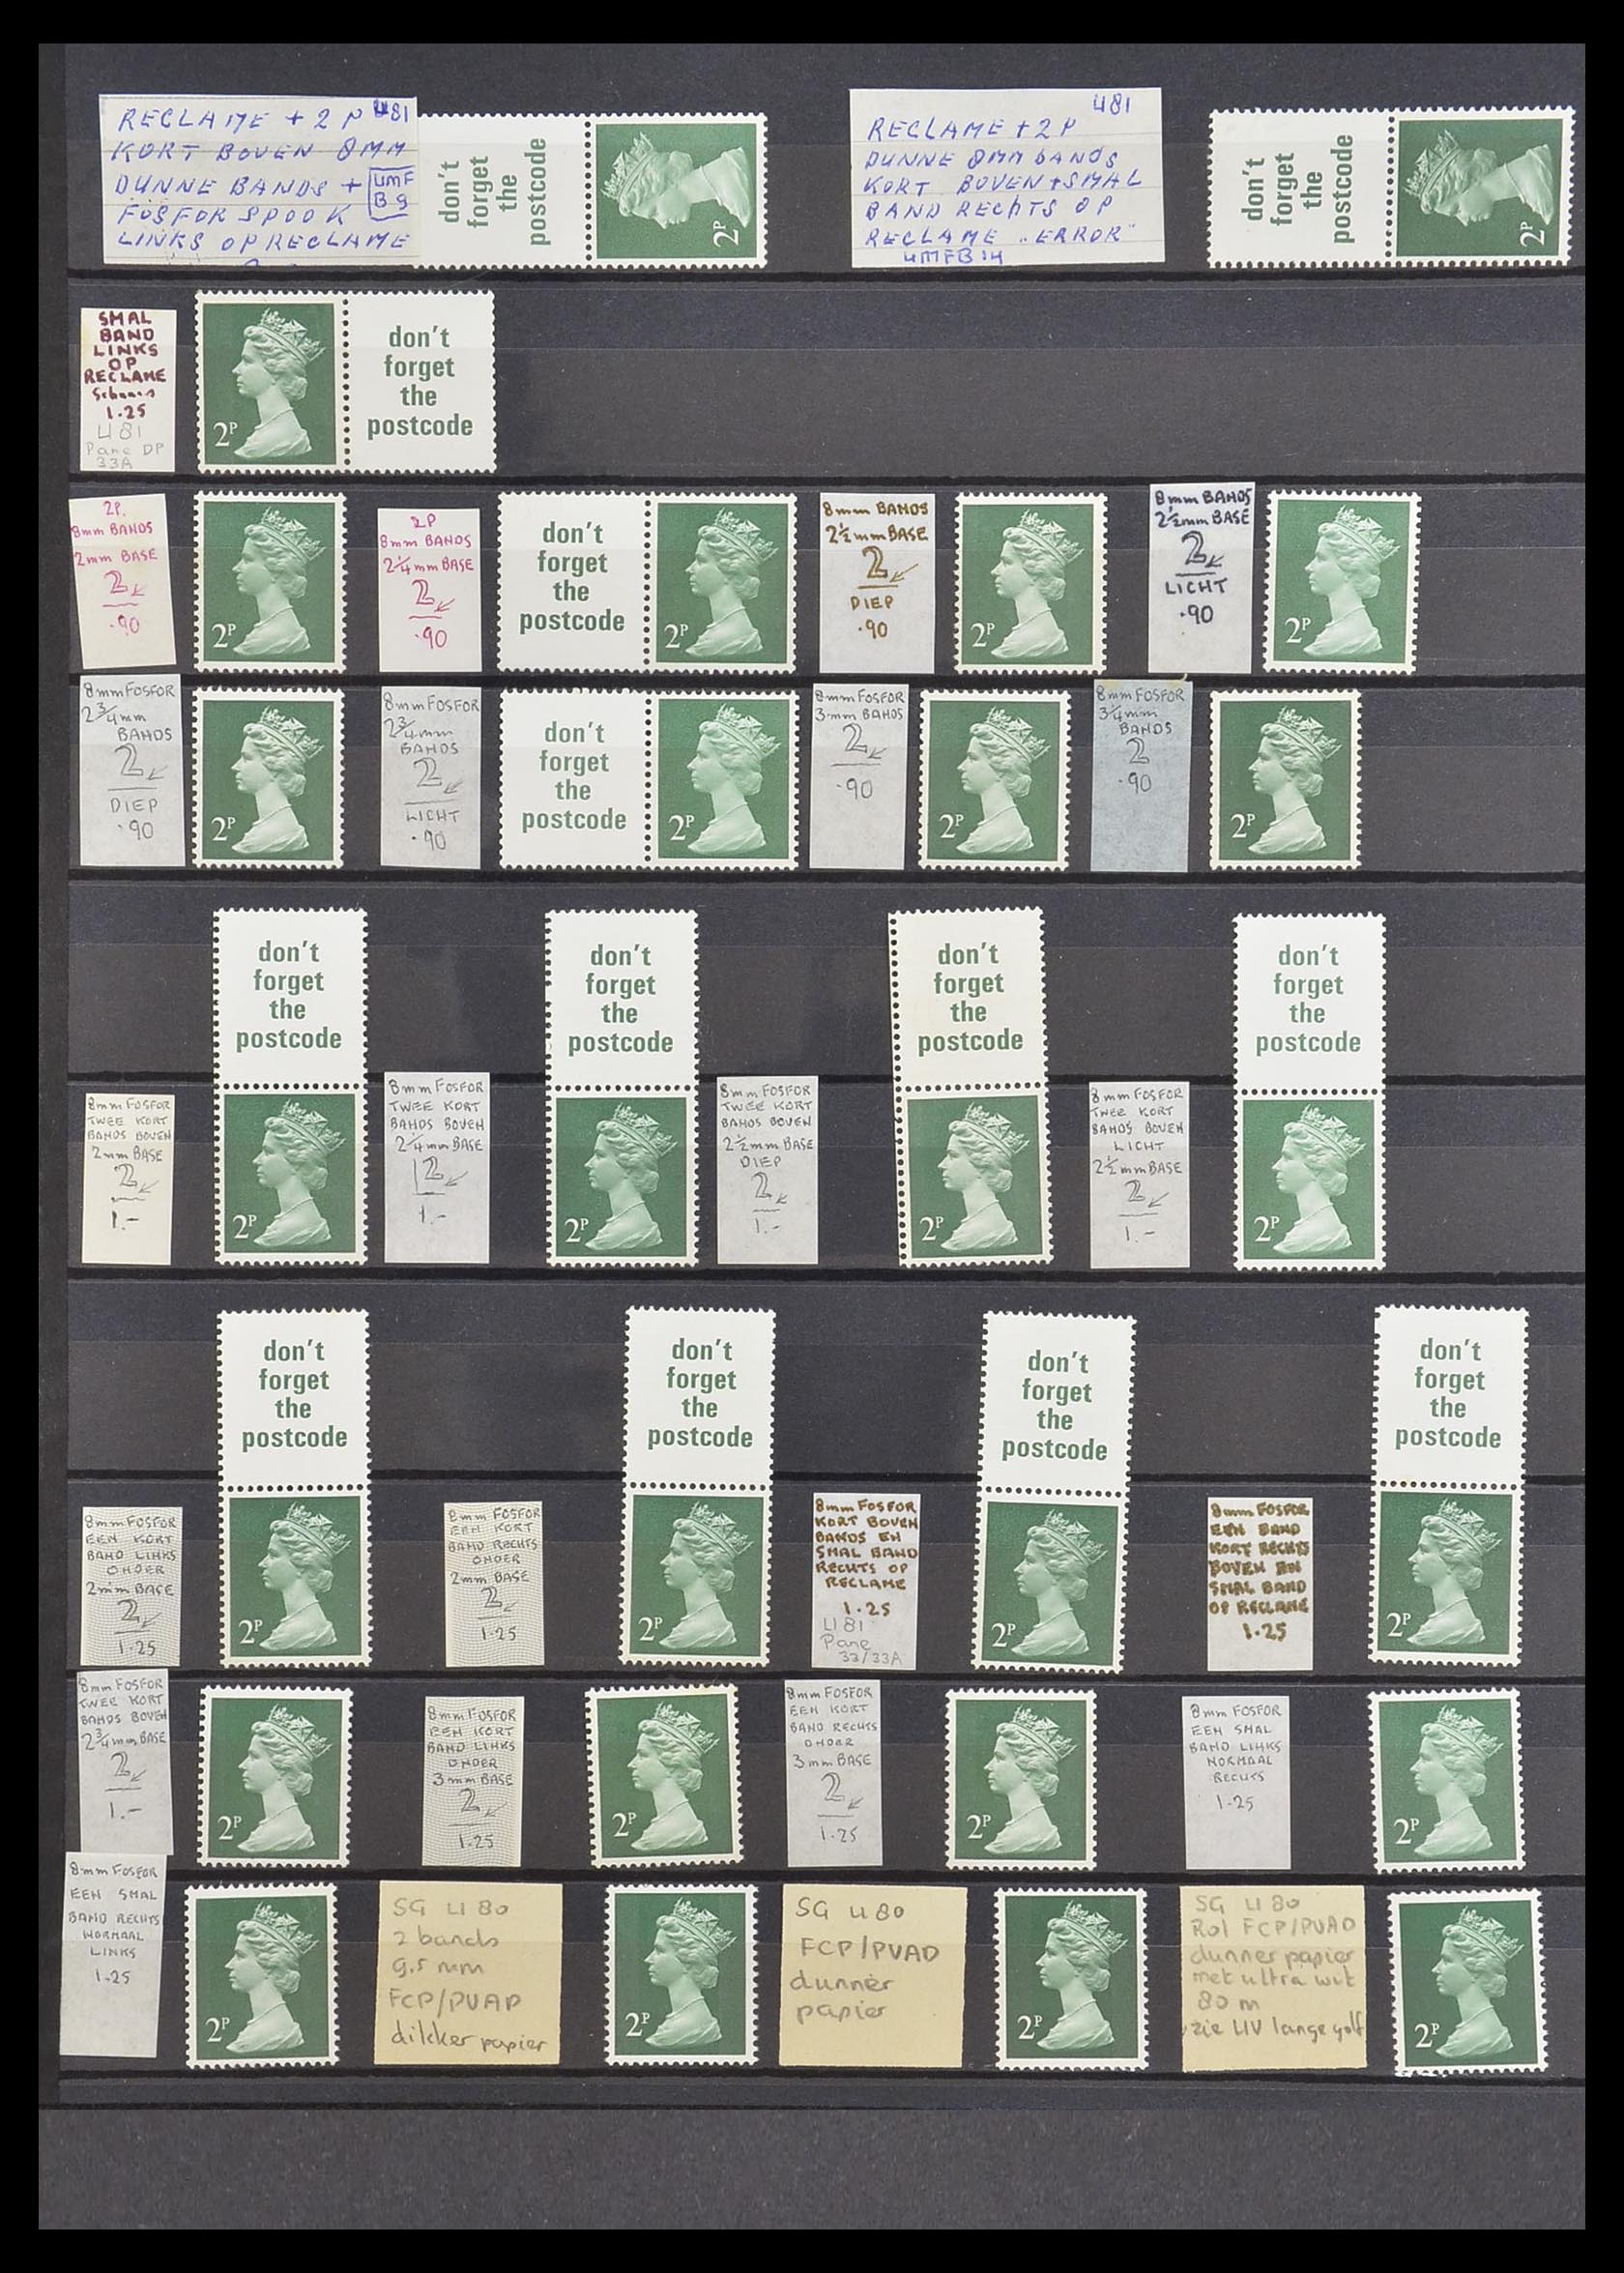 RECLAME + 2 P U81
KORT BOVEN 8MM
DUNNE BANDS + UMF
FOSFOR SPOOK B9
LINKS OP RECLAME
don't
forget
the
postcode
2P
U81
RECLAME + 2P
DUNNE 8MM BANDS
KORT BOVEN + SMAL
BAND RECHTS OP
RECLAME "ERROR"
UMFB14
don't
forget
the
postcode
2P
SMAL
BAND
LINKS
OP
RECLAME
1.25
U81
Pane DP
33A
2P
don't
forget
the
postcode
2P.
8mm BANDS
2mm BASE
2
.90
2P
2P
8mm BANDS
2¼mm BASE
2
.90
don't
forget
the
postcode
2P
8mm BANDS
2½mm BASE
2
DIEP
.90
2P
8mm BANDS
2½mm BASE
2
LICHT
.90
2P
8mm FOSFOR
2¾mm
BANDS
2
DIEP
.90
2P
8mm FOSFOR
2¾mm
BANDS
2
LICHT
.90
don't
forget
the
postcode
2P
8mm FOSFOR
3mm BANDS
2
.90
2P
8mm FOSFOR
3¼mm
BANDS
2
.90
2P
8mm FOSFOR
TWEE KORT
BANDS BOVEN
2mm BASE
2
1.-
don't
forget
the
postcode
2P
8mm FOSFOR
TWEE KORT
BANDS BOVEN
2¼mm BASE
2
1.-
don't
forget
the
postcode
2P
8mm FOSFOR
TWEE KORT
BANDS BOVEN
2½mm BASE
DIEP
2
1.-
don't
forget
the
postcode
2P
8mm FOSFOR
TWEE KORT
BANDS BOVEN
LICHT
2½mm BASE
2
1.-
don't
forget
the
postcode
2P
8mm FOSFOR
EEN KORT
BAND LINKS
ONDER
2mm BASE
2
1.25
don't
forget
the
postcode
2P
8mm FOSFOR
EEN KORT
BAND RECHTS
ONDER
2mm BASE
2
1.25
don't
forget
the
postcode
2P
8mm FOSFOR
KORT BOVEN
BANDS EN
SMAL BAND
RECHTS OP
RECLAME
1.25
U81
Pane
33/33A
don't
forget
the
postcode
2P
8mm FOSFOR
EEN BAND
KORT RECHTS
BOVEN EN
SMAL BAND
OP RECLAME
1.25
don't
forget
the
postcode
2P
8mm FOSFOR
TWEE KORT
BANDS BOVEN
2¾mm BASE
2
1.-
2P
8mm FOSFOR
EEN KORT
BAND LINKS
ONDER
3mm BASE
2
1.25
2P
8mm FOSFOR
EEN KORT
BAND RECHTS
ONDER
3mm BASE
2
1.25
2P
8mm FOSFOR
EEN SMAL
BAND LINKS
NORMAAL
RECHTS
1.25
2P
8mm FOSFOR
EEN SMAL
BAND RECHTS
NORMAAL
LINKS
1.25
2P
SG U80
2 bands
9.5 mm
FCP/PVAD
dikker papier
2P
SG U80
FCP/PVAD
dunner
papier
2P
SG U80
Rol FCP/PVAD
dunner papier
met ultra wit
80 m
zie UV lange golf
2P